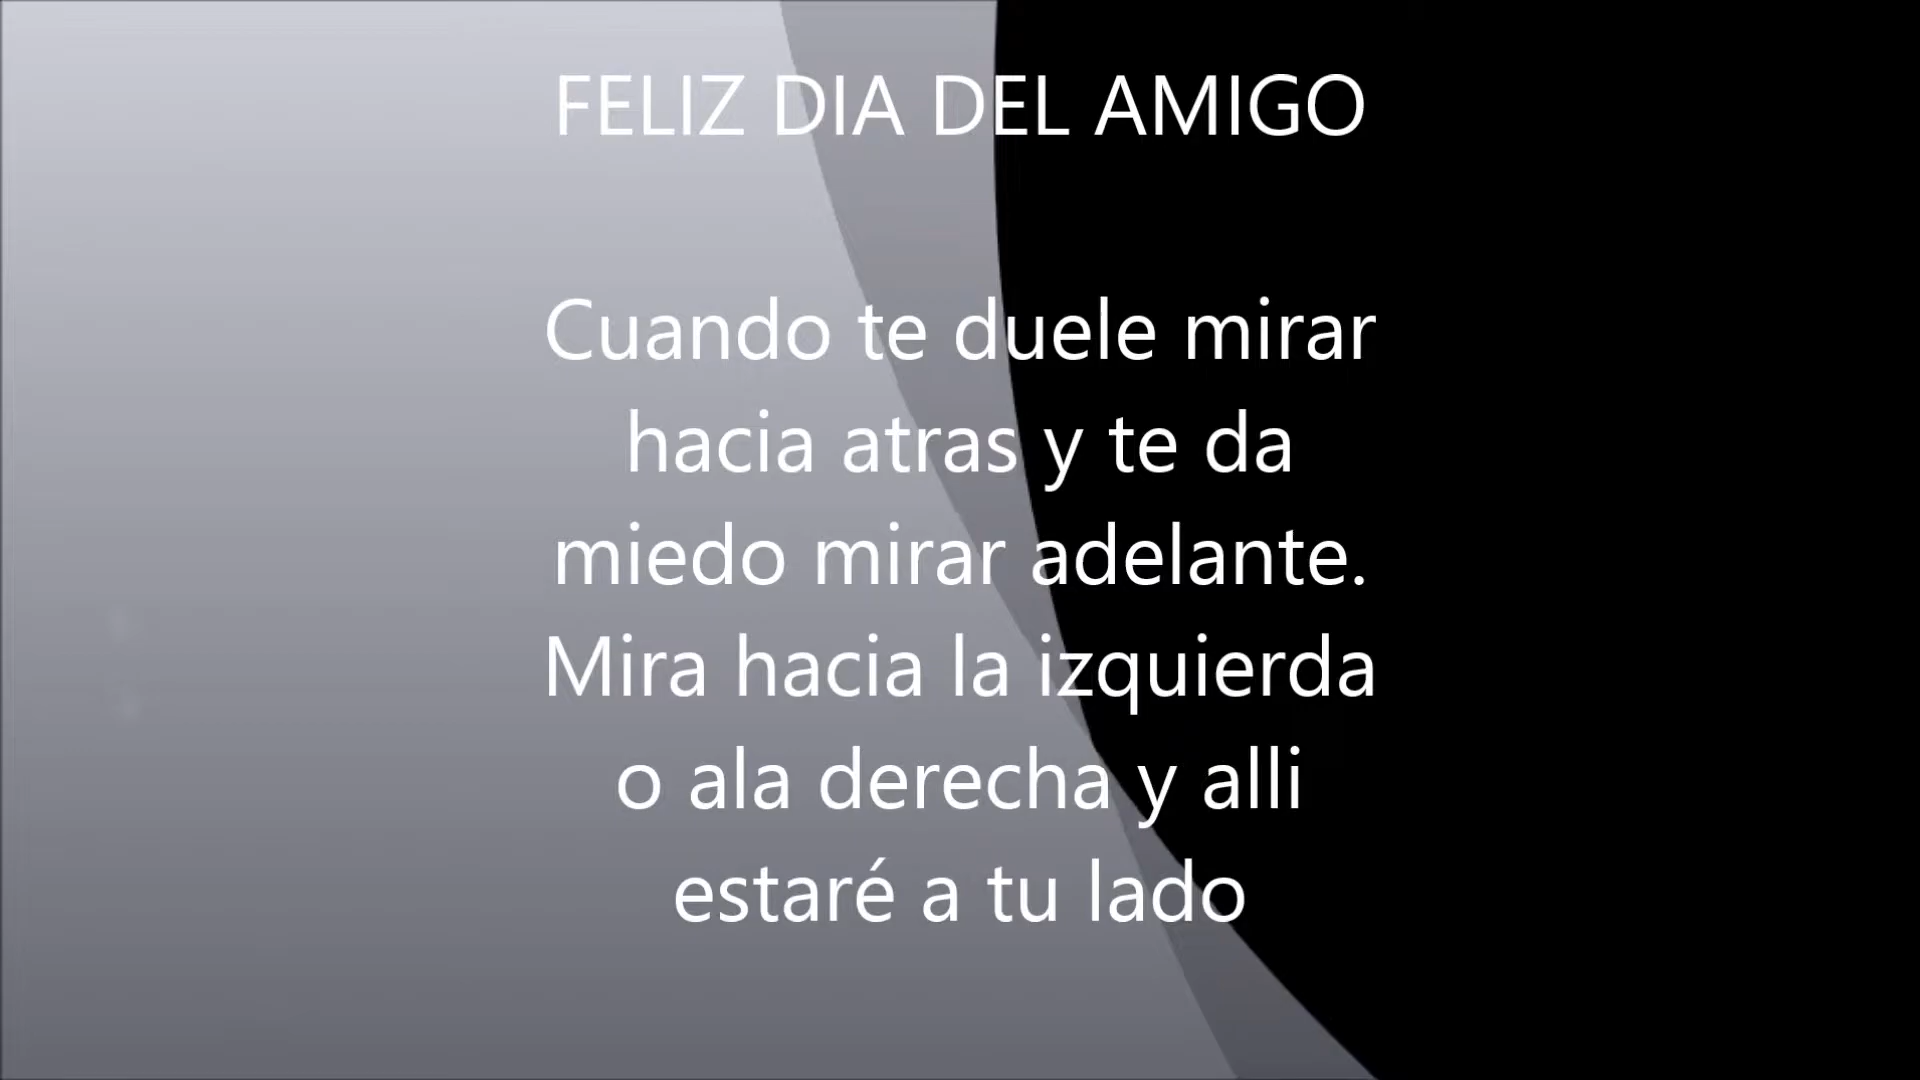 FELIZ DIA DEL AMIGO
Cuando te duele mirar
hacia atras y te da
miedo mirar adelante.
Mira hacia la izquierda
o ala derecha y alli
estaré a tu lado